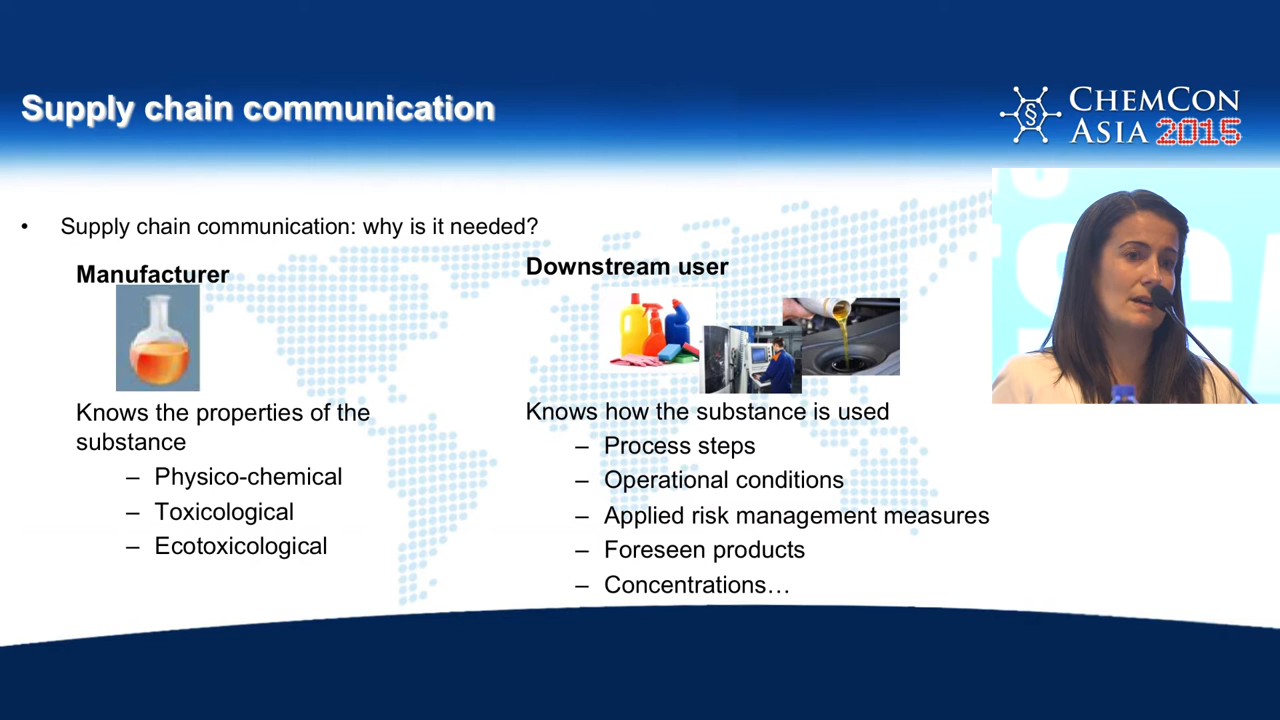 Supply chain communication
CHEMCON
ASIA 2015
• Supply chain communication: why is it needed?
Manufacturer
Knows the properties of the
substance
– Physico-chemical
– Toxicological
– Ecotoxicological
Downstream user
Knows how the substance is used
– Process steps
– Operational conditions
– Applied risk management measures
– Foreseen products
– Concentrations…